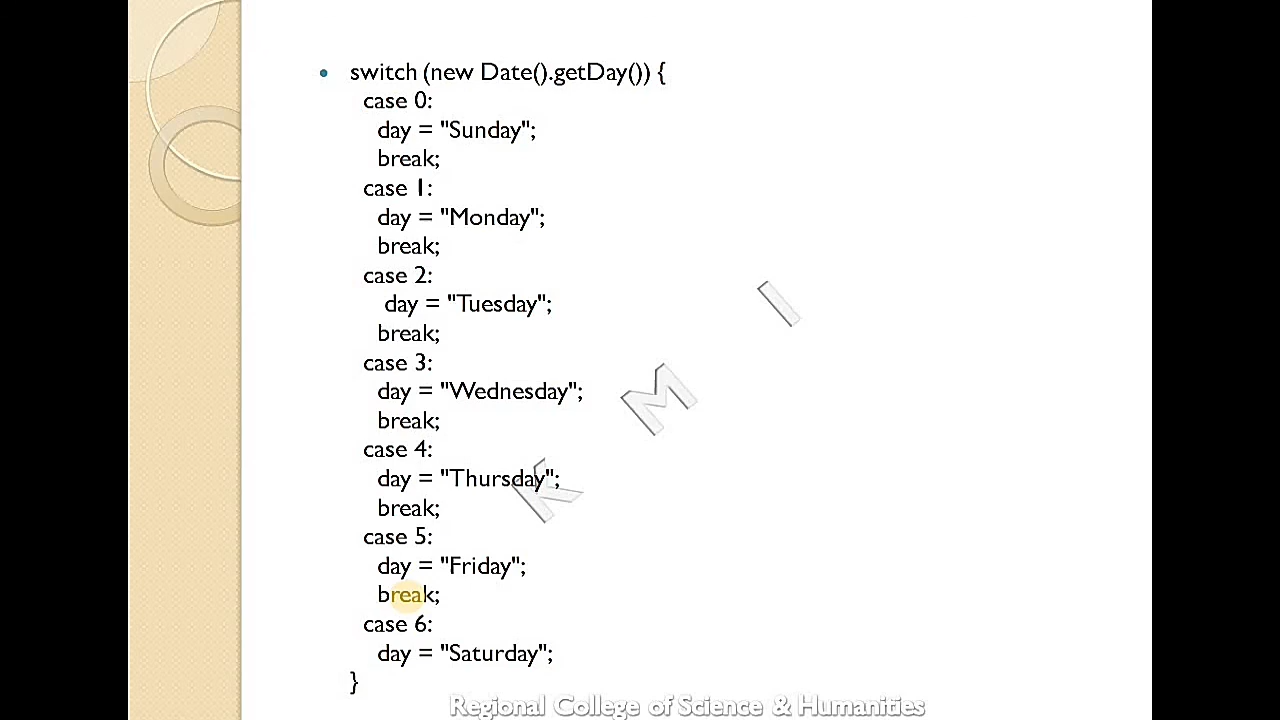 • switch (new Date().getDay()) {
case 0:
day = "Sunday";
break;
case 1:
day = "Monday";
break;
case 2:
day = "Tuesday";
break;
case 3:
day = "Wednesday";
break;
case 4:
day = "Thursday";
break;
case 5:
day = "Friday";
break;
case 6:
day = "Saturday";
}
K M I
Regional College of Science & Humanities